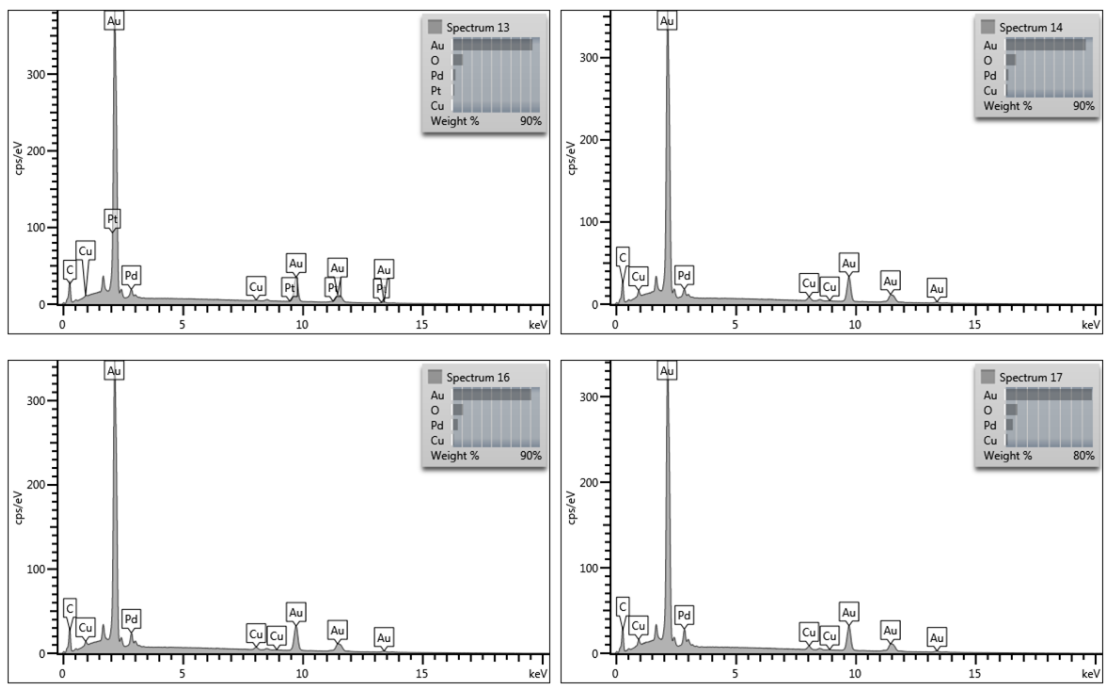 Au
Spectrum 13
Au
O
Pd
Pt
Cu
Weight % 90%
300
200
cps/eV
100
Pt
Cu
C
Pd
Cu
Pt
Au
Au
Pt
Au
Pt
0
0 5 10 15 keV
Au
Spectrum 14
Au
O
Pd
Cu
Weight % 90%
300
200
cps/eV
100
C
Cu
Pd
Cu
Cu
Au
Au
Au
0
0 5 10 15 keV
Au
Spectrum 16
Au
O
Pd
Cu
Weight % 90%
300
200
cps/eV
100
C
Cu
Pd
Cu
Cu
Au
Au
Au
0
0 5 10 15 keV
Au
Spectrum 17
Au
O
Pd
Cu
Weight % 80%
300
200
cps/eV
100
C
Cu
Pd
Cu
Cu
Au
Au
Au
0
0 5 10 15 keV